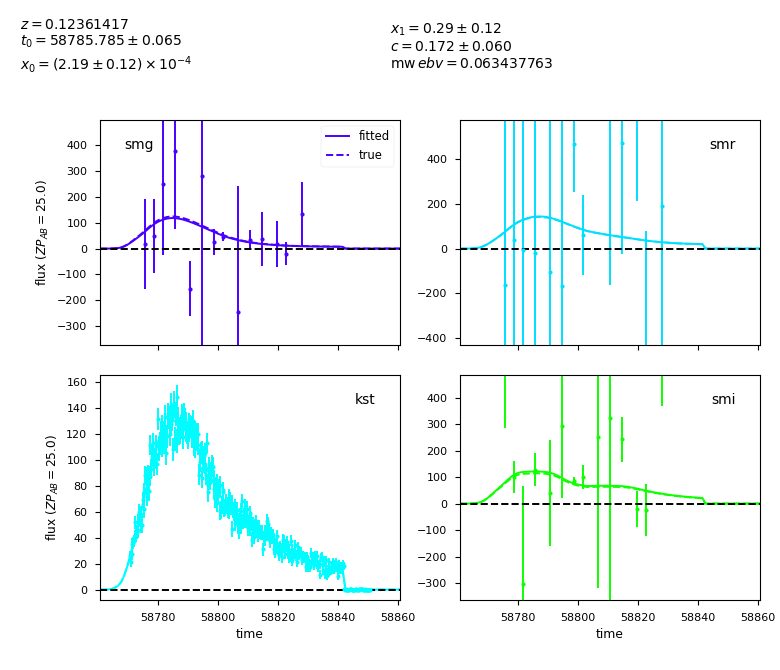 z = 0.12361417
t₀ = 58785.785 ± 0.065
x₀ = (2.19 ± 0.12) × 10⁻⁴
x₁ = 0.29 ± 0.12
c = 0.172 ± 0.060
mw ebv = 0.063437763
smg
fitted
true
400
300
200
100
0
−100
−200
−300
flux (ZP_AB = 25.0)
smr
400
200
0
−200
−400
kst
160
140
120
100
80
60
40
20
0
flux (ZP_AB = 25.0)
58780 58800 58820 58840 58860
time
smi
400
300
200
100
0
−100
−200
−300
58780 58800 58820 58840 58860
time